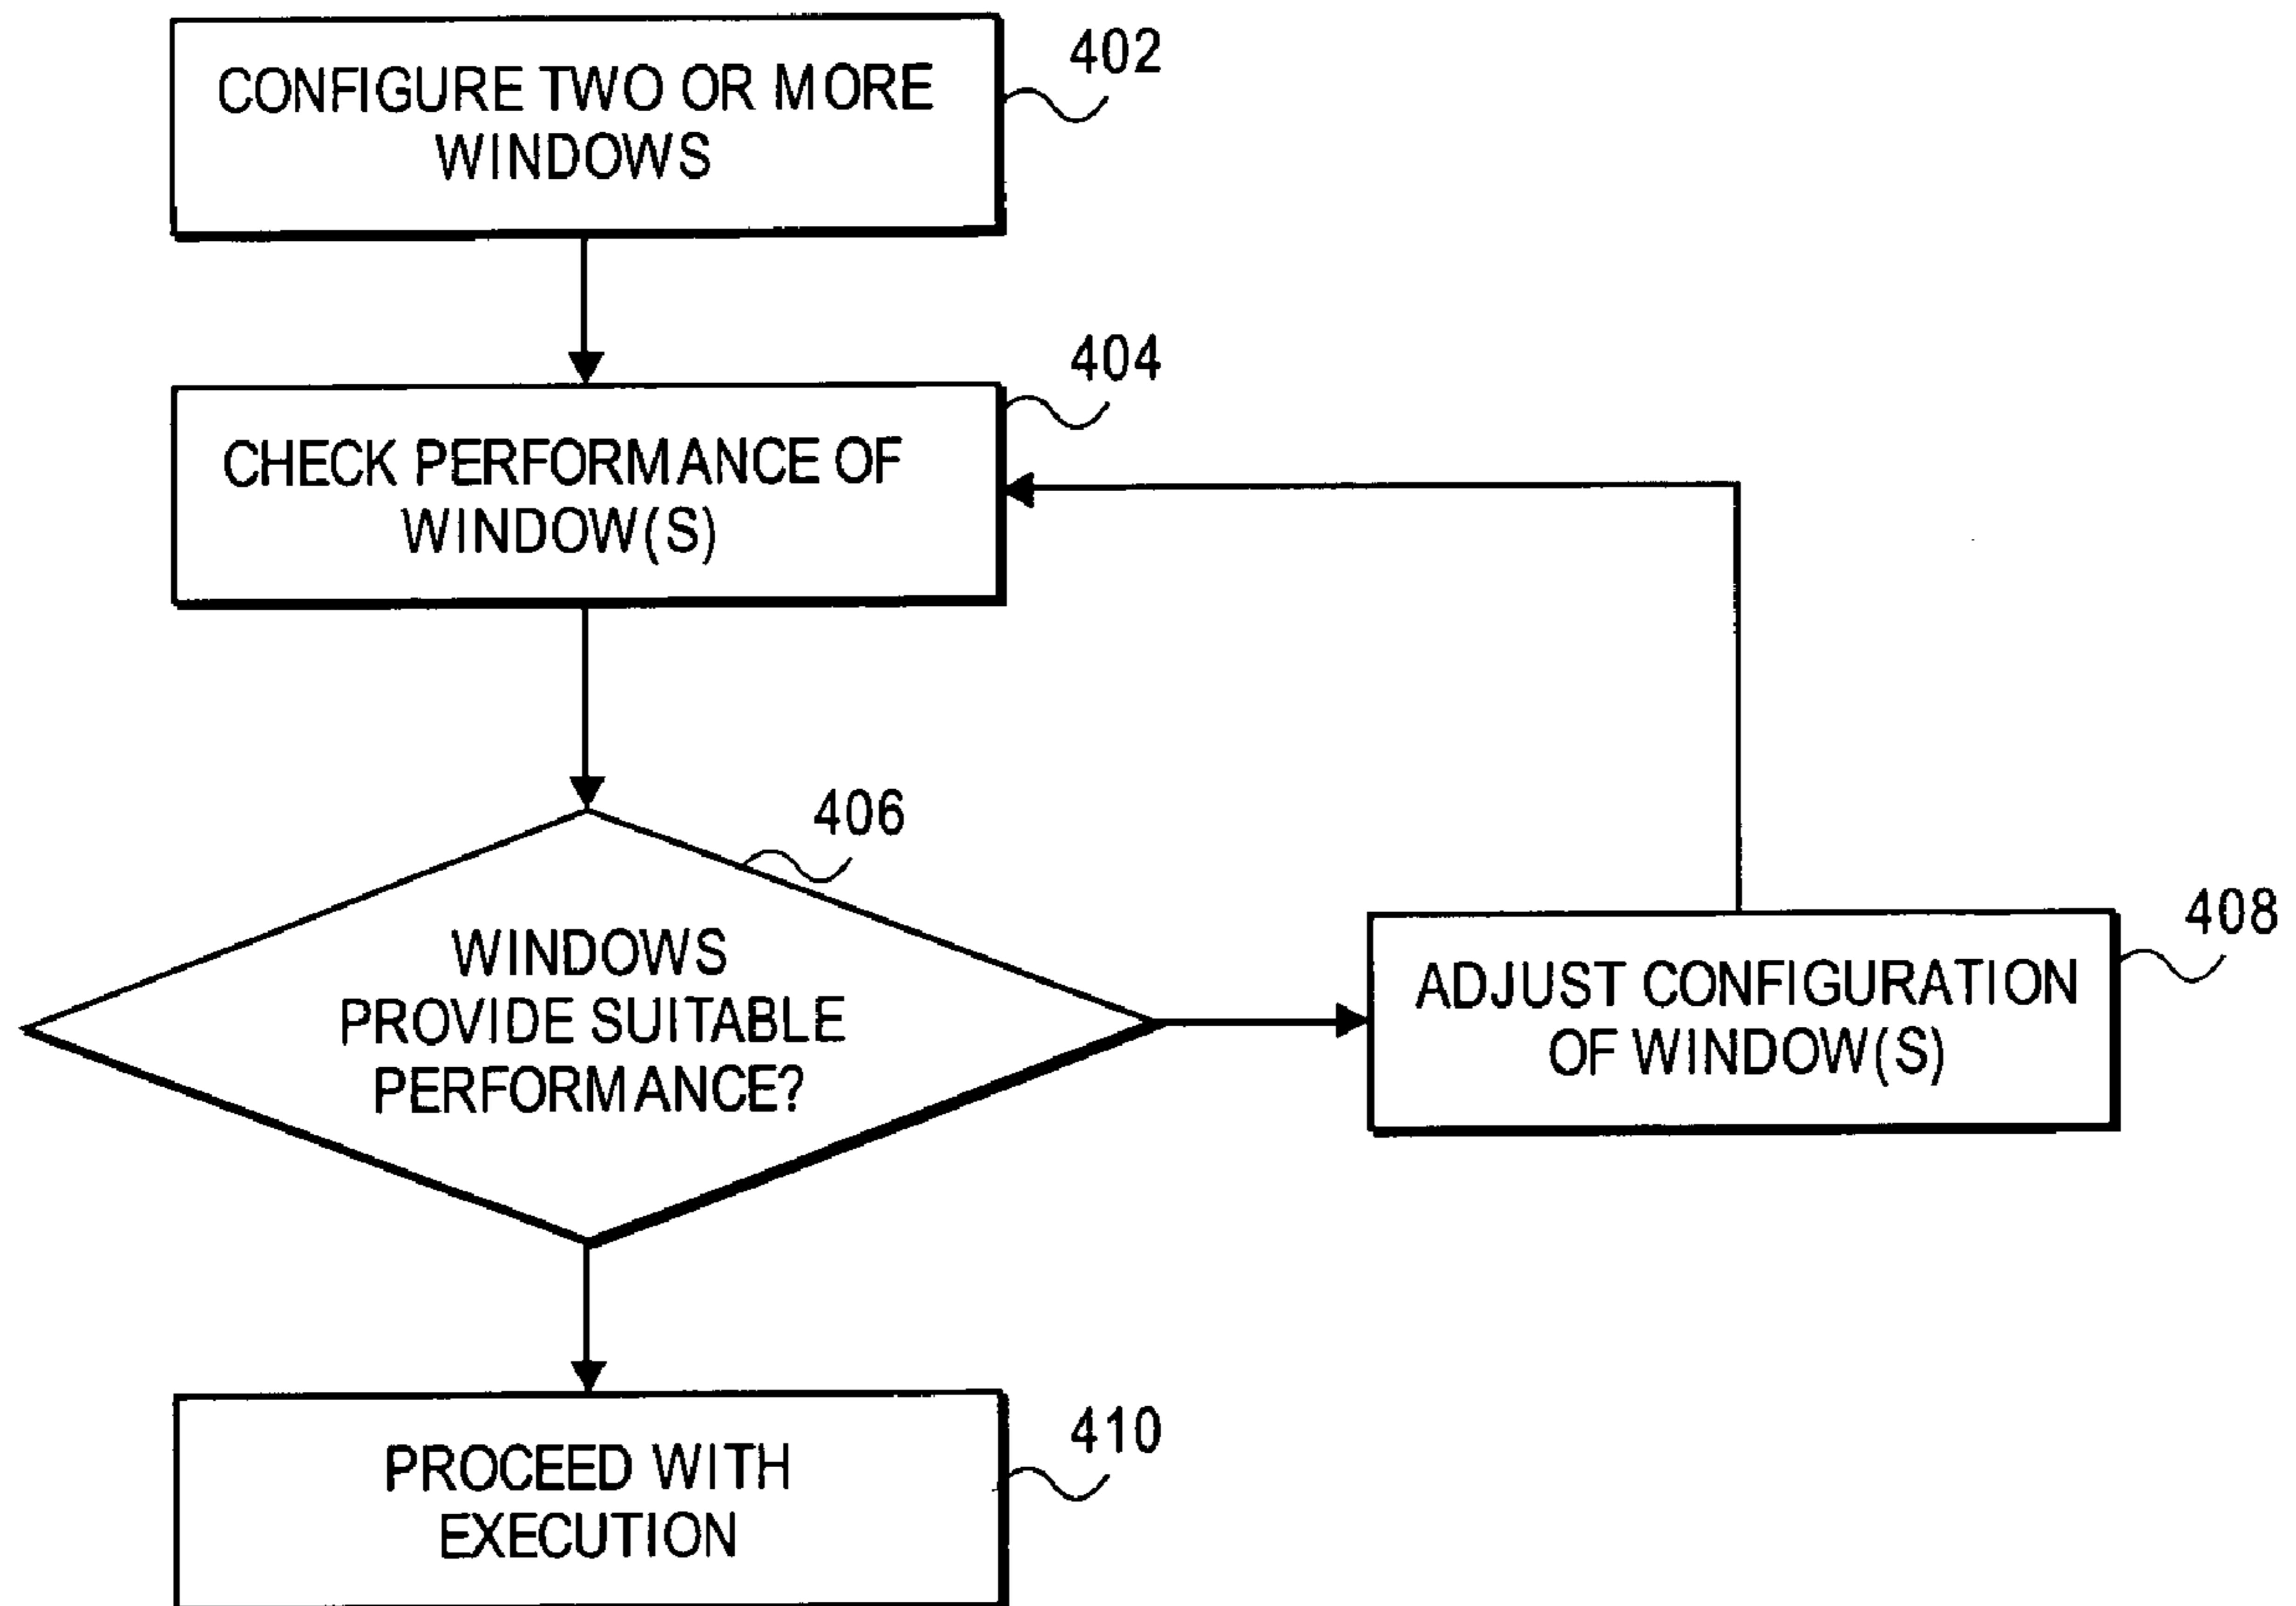 CONFIGURE TWO OR MORE
WINDOWS
402
CHECK PERFORMANCE OF
WINDOW(S)
404
WINDOWS
PROVIDE SUITABLE
PERFORMANCE?
406
ADJUST CONFIGURATION
OF WINDOW(S)
408
PROCEED WITH
EXECUTION
410